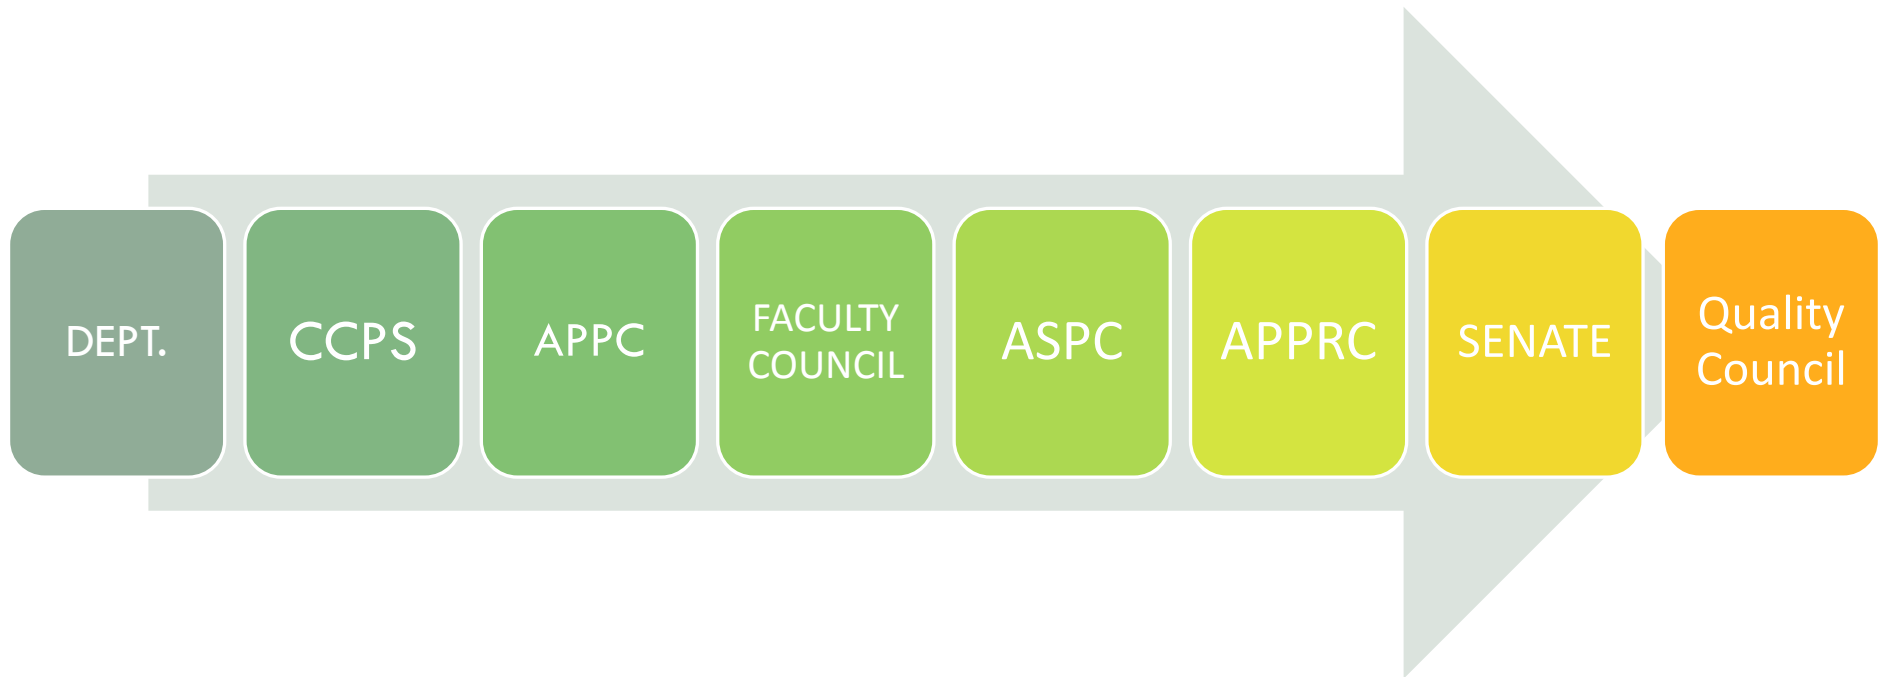 DEPT.
CCPS
APPC
FACULTY
COUNCIL
ASPC
APPRC
SENATE
Quality
Council